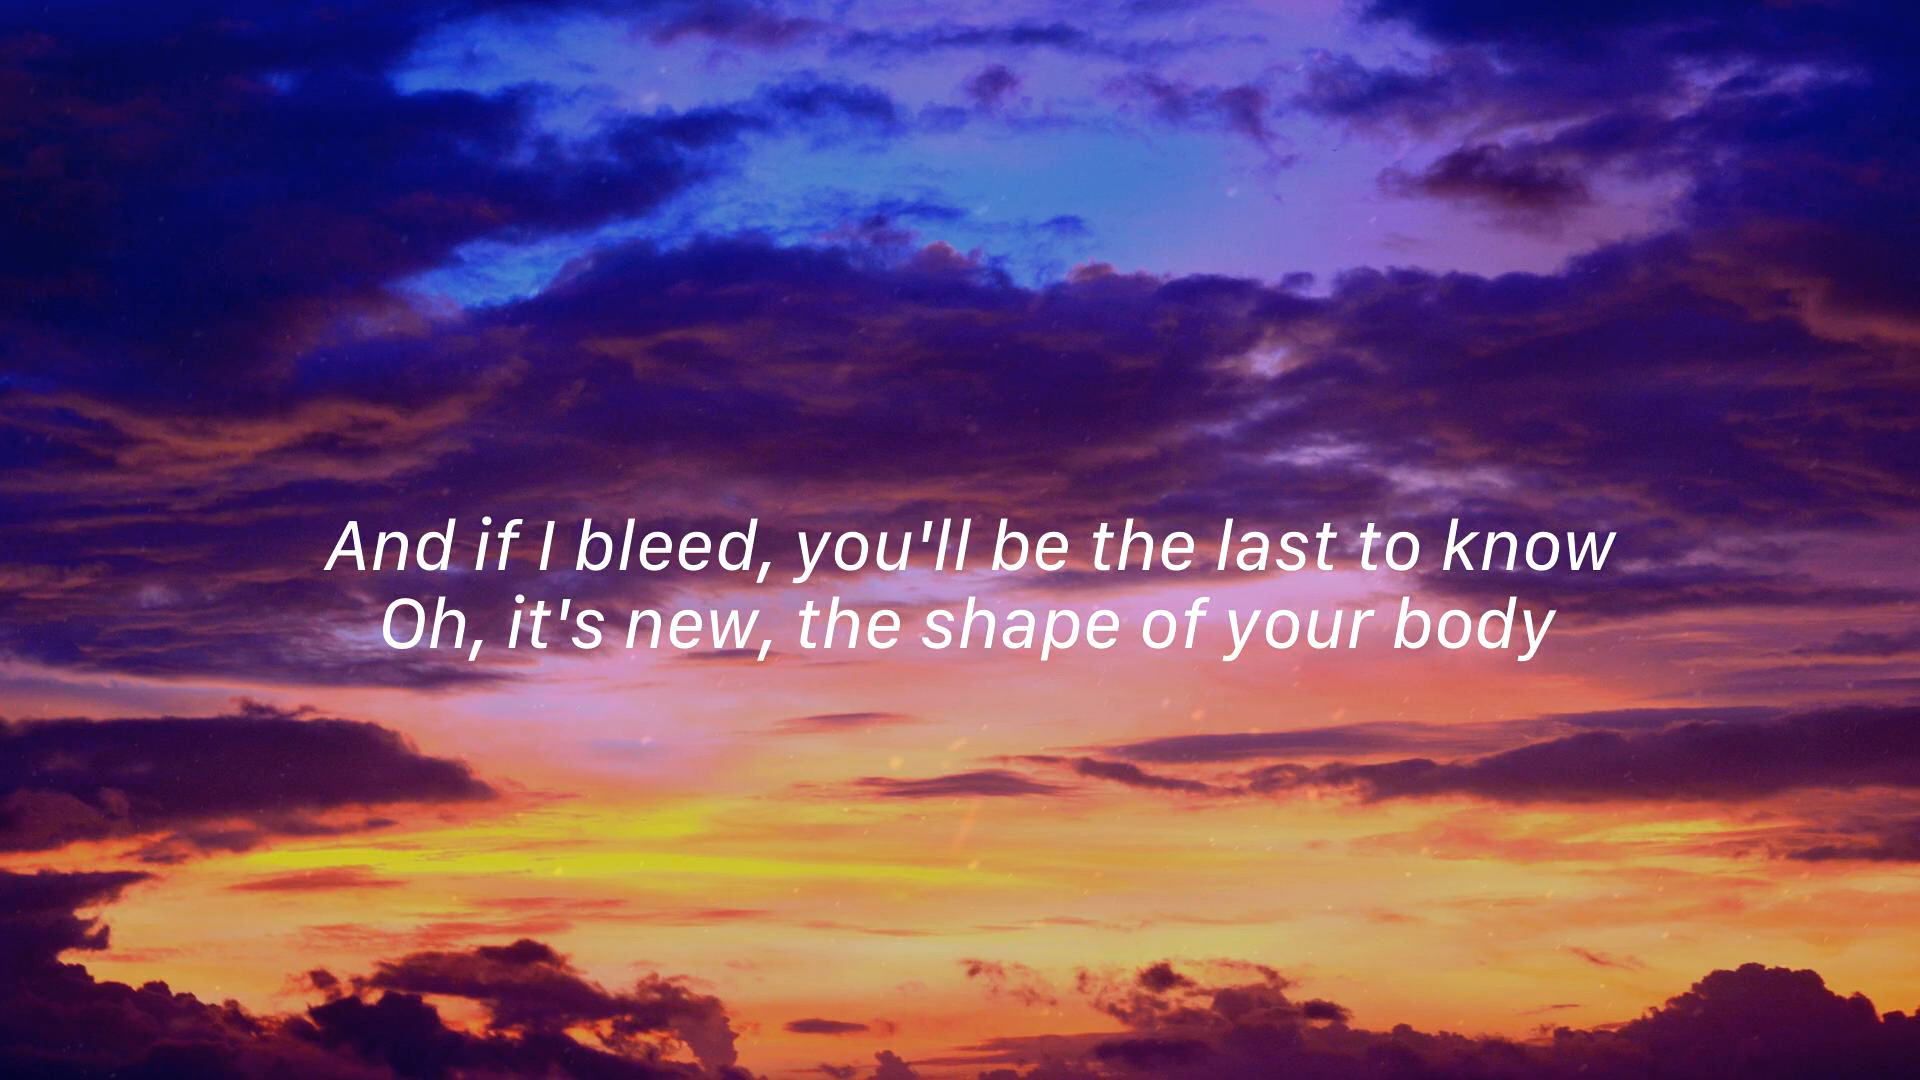 And if I bleed, you'll be the last to know
Oh, it's new, the shape of your body